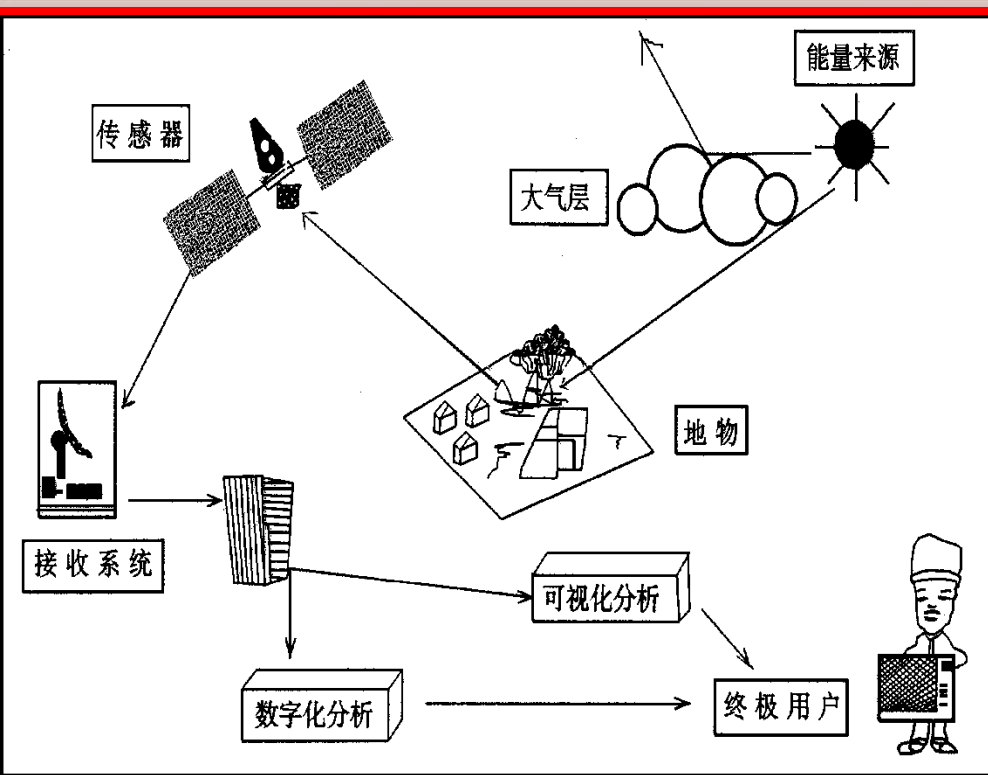 能量来源
传感器
大气层
地物
接收系统
可视化分析
数字化分析
终极用户